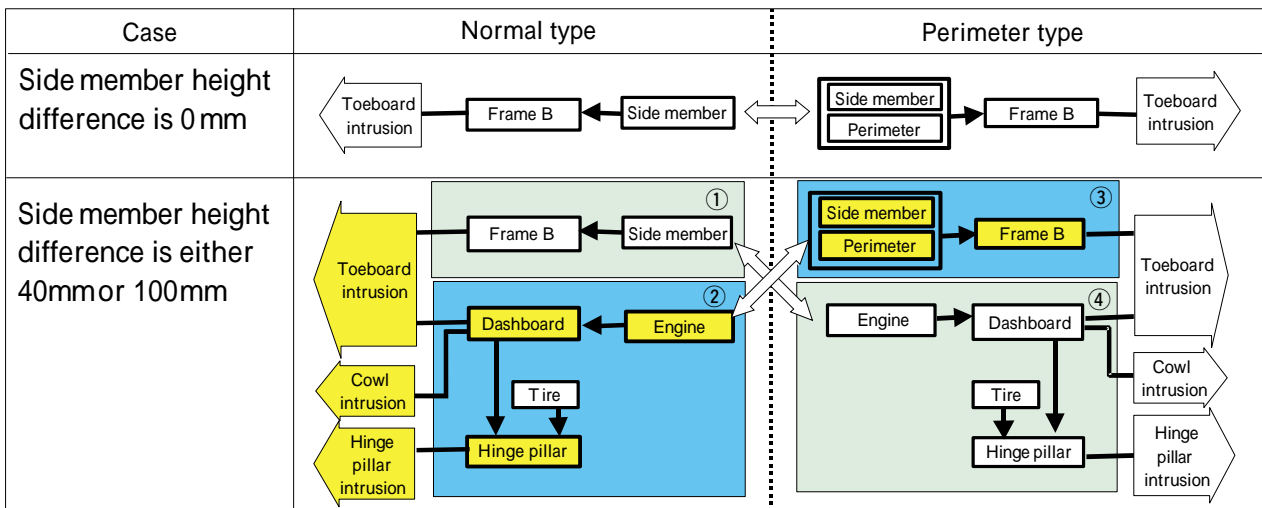 Case
Normal type
Perimeter type
Side member height
difference is 0 mm
Toeboard
intrusion
Frame B
Side member
Side member
Perimeter
Frame B
Toeboard
intrusion
Side member height
difference is either
40mm or 100mm
①
Frame B
Side member
Toeboard
intrusion
②
Dashboard
Engine
Cowl
intrusion
Tire
Hinge
pillar
intrusion
Hinge pillar
③
Side member
Perimeter
Frame B
Toeboard
intrusion
④
Engine
Dashboard
Cowl
intrusion
Tire
Hinge pillar
Hinge
pillar
intrusion